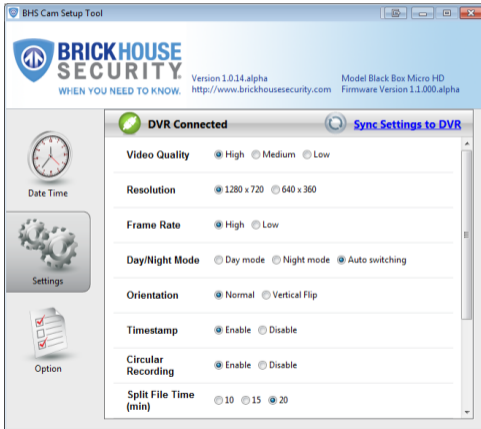 BHS Cam Setup Tool
BRICKHOUSE
SECURITY
WHEN YOU NEED TO KNOW.
Version 1.0.14.alpha
Model Black Box Micro HD
http://www.brickhousesecurity.com
Firmware Version 1.1.000.alpha
Date Time
Settings
Option
DVR Connected
Sync Settings to DVR
Video Quality High Medium Low
Resolution 1280 x 720 640 x 360
Frame Rate High Low
Day/Night Mode Day mode Night mode Auto switching
Orientation Normal Vertical Flip
Timestamp Enable Disable
Circular
Recording Enable Disable
Split File Time
(min) 10 15 20